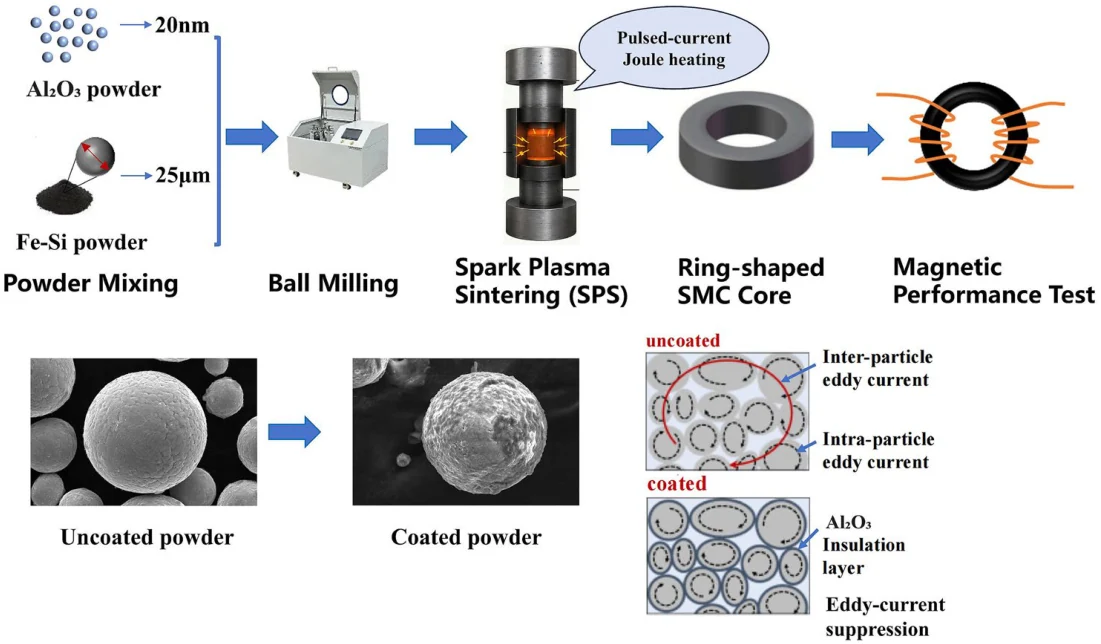 20nm
Al₂O₃ powder
25μm
Fe-Si powder
Pulsed-current
Joule heating
Powder Mixing
Ball Milling
Spark Plasma
Sintering (SPS)
Ring-shaped
SMC Core
Magnetic
Performance Test
Uncoated powder
Coated powder
uncoated
Inter-particle
eddy current
Intra-particle
eddy current
coated
Al₂O₃
Insulation
layer
Eddy-current
suppression